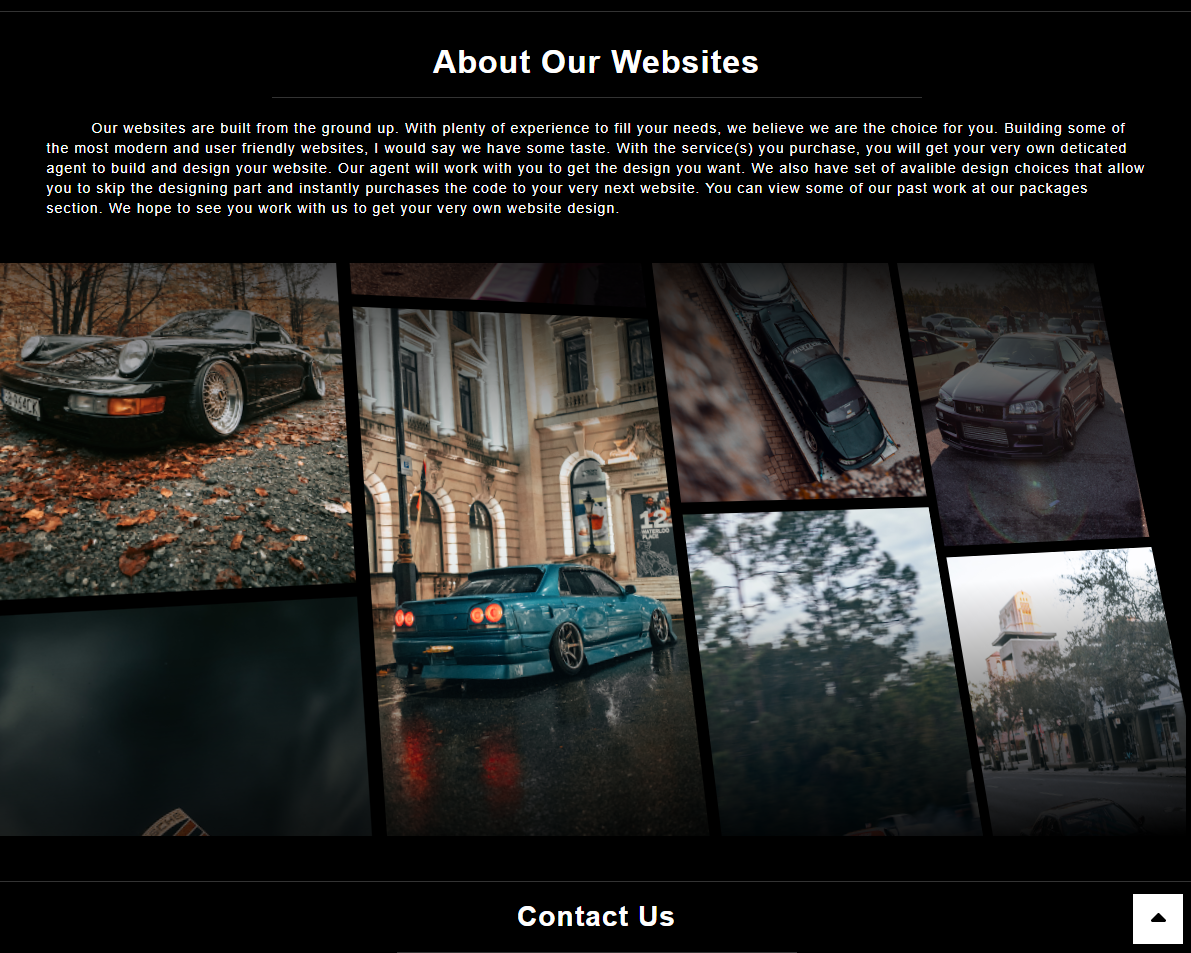 About Our Websites
Our websites are built from the ground up. With plenty of experience to fill your needs, we believe we are the choice for you. Building some of
the most modern and user friendly websites, I would say we have some taste. With the service(s) you purchase, you will get your very own deticated
agent to build and design your website. Our agent will work with you to get the design you want. We also have set of avalible design choices that allow
you to skip the designing part and instantly purchases the code to your very next website. You can view some of our past work at our packages
section. We hope to see you work with us to get your very own website design.
12
WATERLOO
PLACE
Contact Us